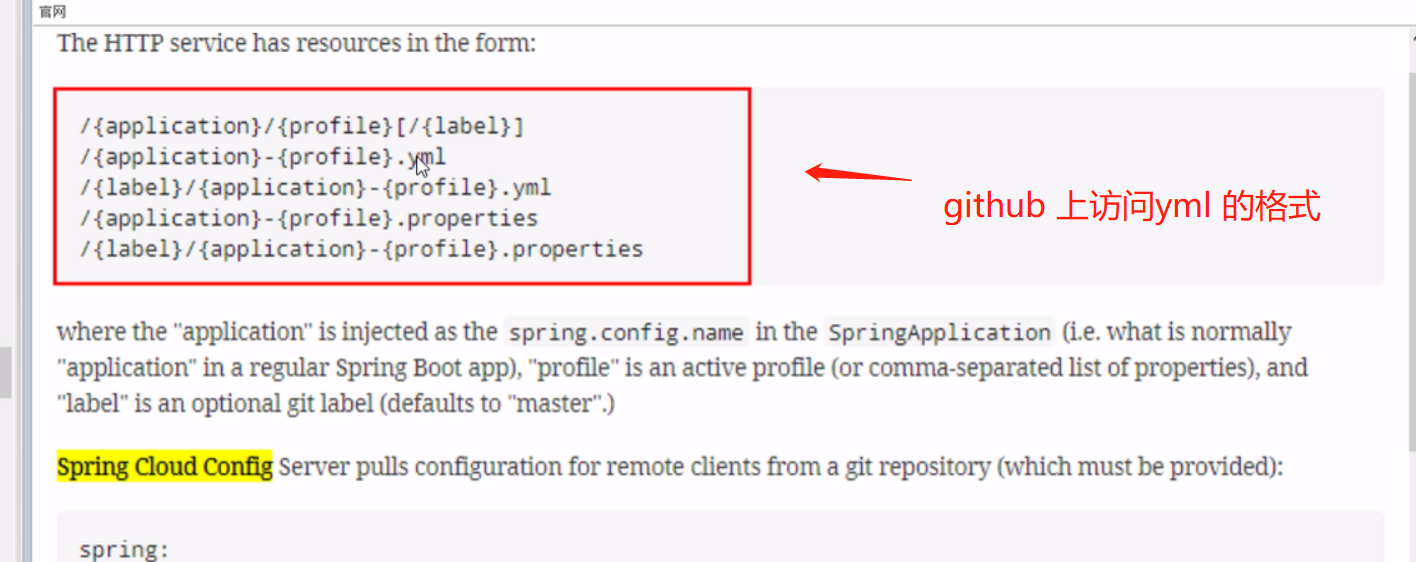 官网
The HTTP service has resources in the form:
/{application}/{profile}[/{label}]
/{application}-{profile}.yml
/{label}/{application}-{profile}.yml
/{application}-{profile}.properties
/{label}/{application}-{profile}.properties
github 上访问yml 的格式
where the "application" is injected as the spring.config.name in the SpringApplication (i.e. what is normally
"application" in a regular Spring Boot app), "profile" is an active profile (or comma-separated list of properties), and
"label" is an optional git label (defaults to "master".)
Spring Cloud Config Server pulls configuration for remote clients from a git repository (which must be provided):
spring: